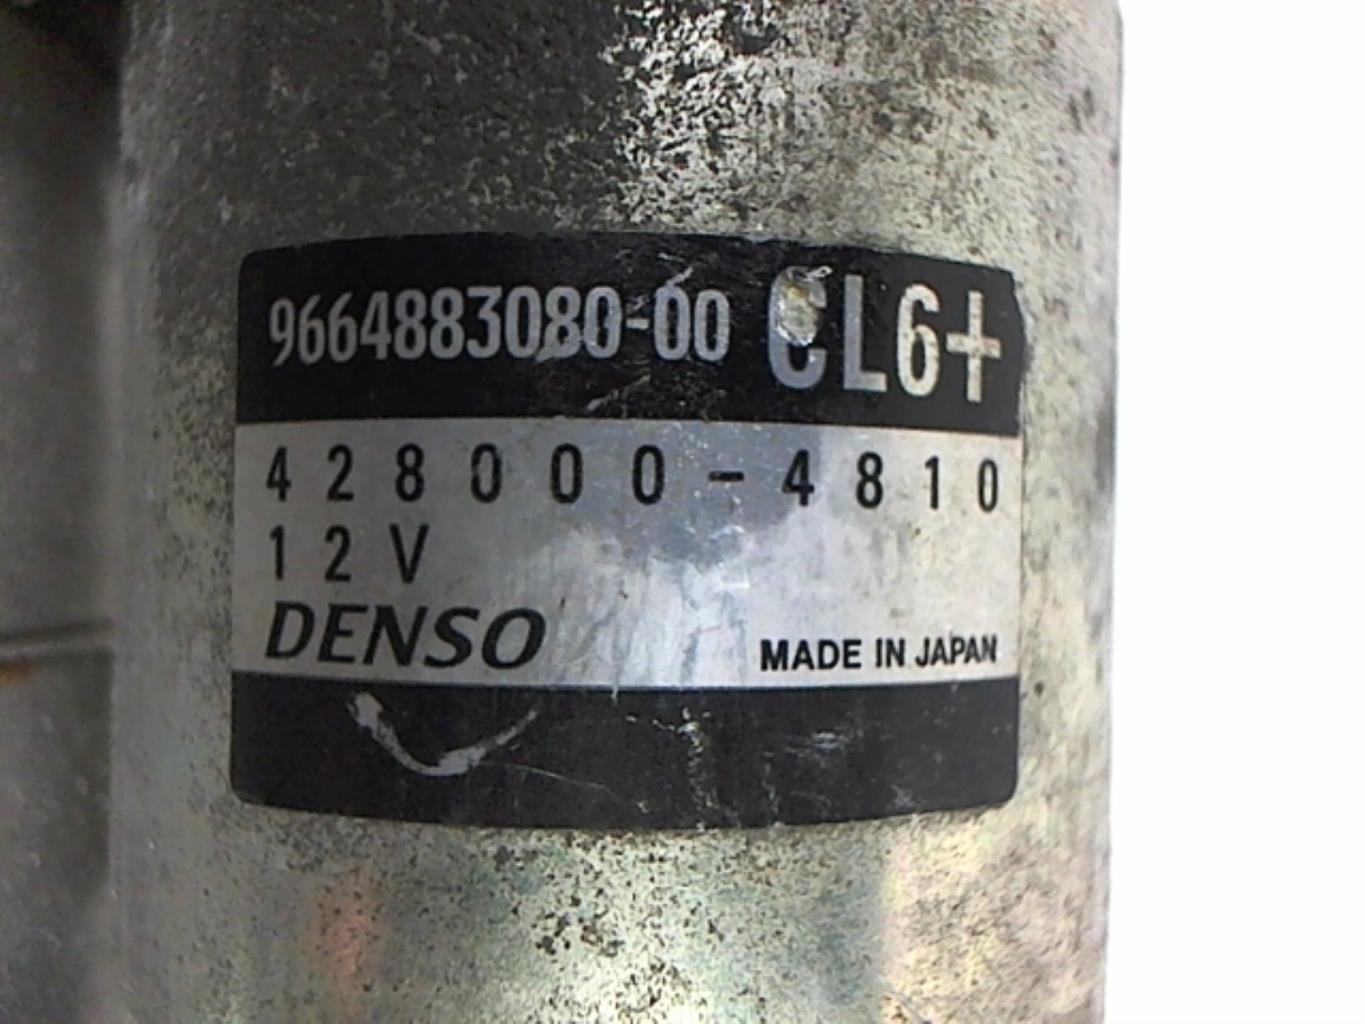 9664883080-00 CL6+
428000-4810
12V
DENSO MADE IN JAPAN